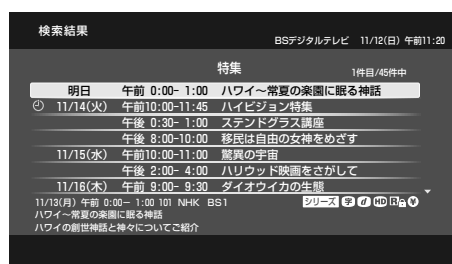 検索結果
BSデジタルテレビ 11/12(日) 午前11:20
特集
1件目/45件中
明日 午前 0:00- 1:00 ハワイ～常夏の楽園に眠る神話
11/14(火) 午前10:00-11:45 ハイビジョン特集
午後 0:30- 1:00 ステンドグラス講座
午後 8:00-10:00 移民は自由の女神をめざす
11/15(水) 午前10:00-11:00 驚異の宇宙
午後 2:00- 4:00 ハリウッド映画をさがして
11/16(木) 午前 9:00- 9:30 ダイオウイカの生態
11/13(月) 午前 0:00- 1:00 101 NHK BS1 シリーズ 字 d HD R
ハワイ～常夏の楽園に眠る神話
ハワイの創世神話と神々についてご紹介